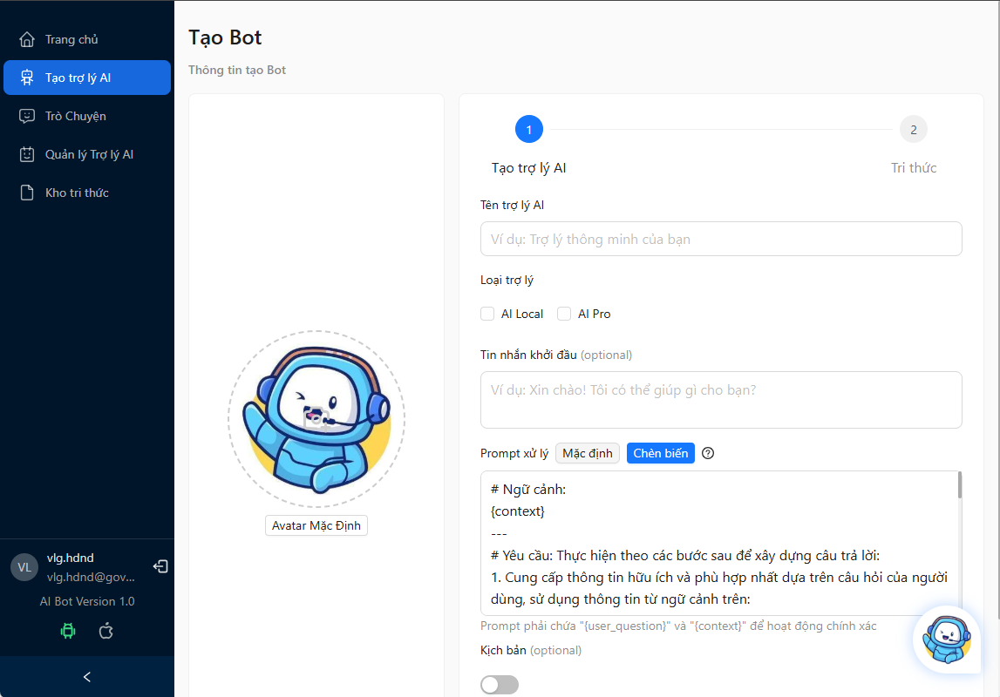 Trang chủ
Tạo trợ lý AI
Trò Chuyện
Quản lý Trợ lý AI
Kho tri thức
VL
vlg.hdnd
vlg.hdnd@gov...
AI Bot Version 1.0
Tạo Bot
Thông tin tạo Bot
Avatar Mặc Định
1
2
Tạo trợ lý AI
Tri thức
Tên trợ lý AI
Ví dụ: Trợ lý thông minh của bạn
Loại trợ lý
AI Local
AI Pro
Tin nhắn khởi đầu (optional)
Ví dụ: Xin chào! Tôi có thể giúp gì cho bạn?
Prompt xử lý Mặc định Chèn biến
# Ngữ cảnh:
{context}
---
# Yêu cầu: Thực hiện theo các bước sau để xây dựng câu trả lời:
1. Cung cấp thông tin hữu ích và phù hợp nhất dựa trên câu hỏi của người
dùng, sử dụng thông tin từ ngữ cảnh trên:
Prompt phải chứa "{user_question}" và "{context}" để hoạt động chính xác
Kịch bản (optional)